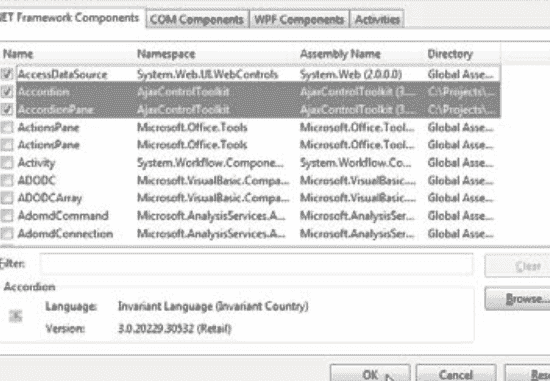 NET Framework Components COM Components WPF Components Activities
Name Namespace Assembly Name Directory
AccessDataSource System.Web.UI.WebControls System.Web (2.0.0.0) Global Asse...
Accordion AjaxControlToolkit AjaxControlToolkit (3.... C:\Projects\...
AccordionPane AjaxControlToolkit AjaxControlToolkit (3.... C:\Projects\...
ActionsPane Microsoft.Office.Tools Microsoft.Office.Tool... Global Asse...
ActionsPane Microsoft.Office.Tools Microsoft.Office.Tool... Global Asse...
Activity System.Workflow.Compone... System.Workflow.Co... Global Asse...
ADODC Microsoft.VisualBasic.Compa... Microsoft.VisualBasic.... Global Asse...
ADODCArray Microsoft.VisualBasic.Compa... Microsoft.VisualBasic.... Global Asse...
AdomdCommand Microsoft.AnalysisServices.A... Microsoft.AnalysisSer... Global Asse...
AdomdConnection Microsoft.AnalysisServices.A... Microsoft.AnalysisSer... Global Asse...
Filter: Clear
Accordion
Language: Invariant Language (Invariant Country)
Browse...
Version: 3.0.20229.30532 (Retail)
OK Cancel Rese